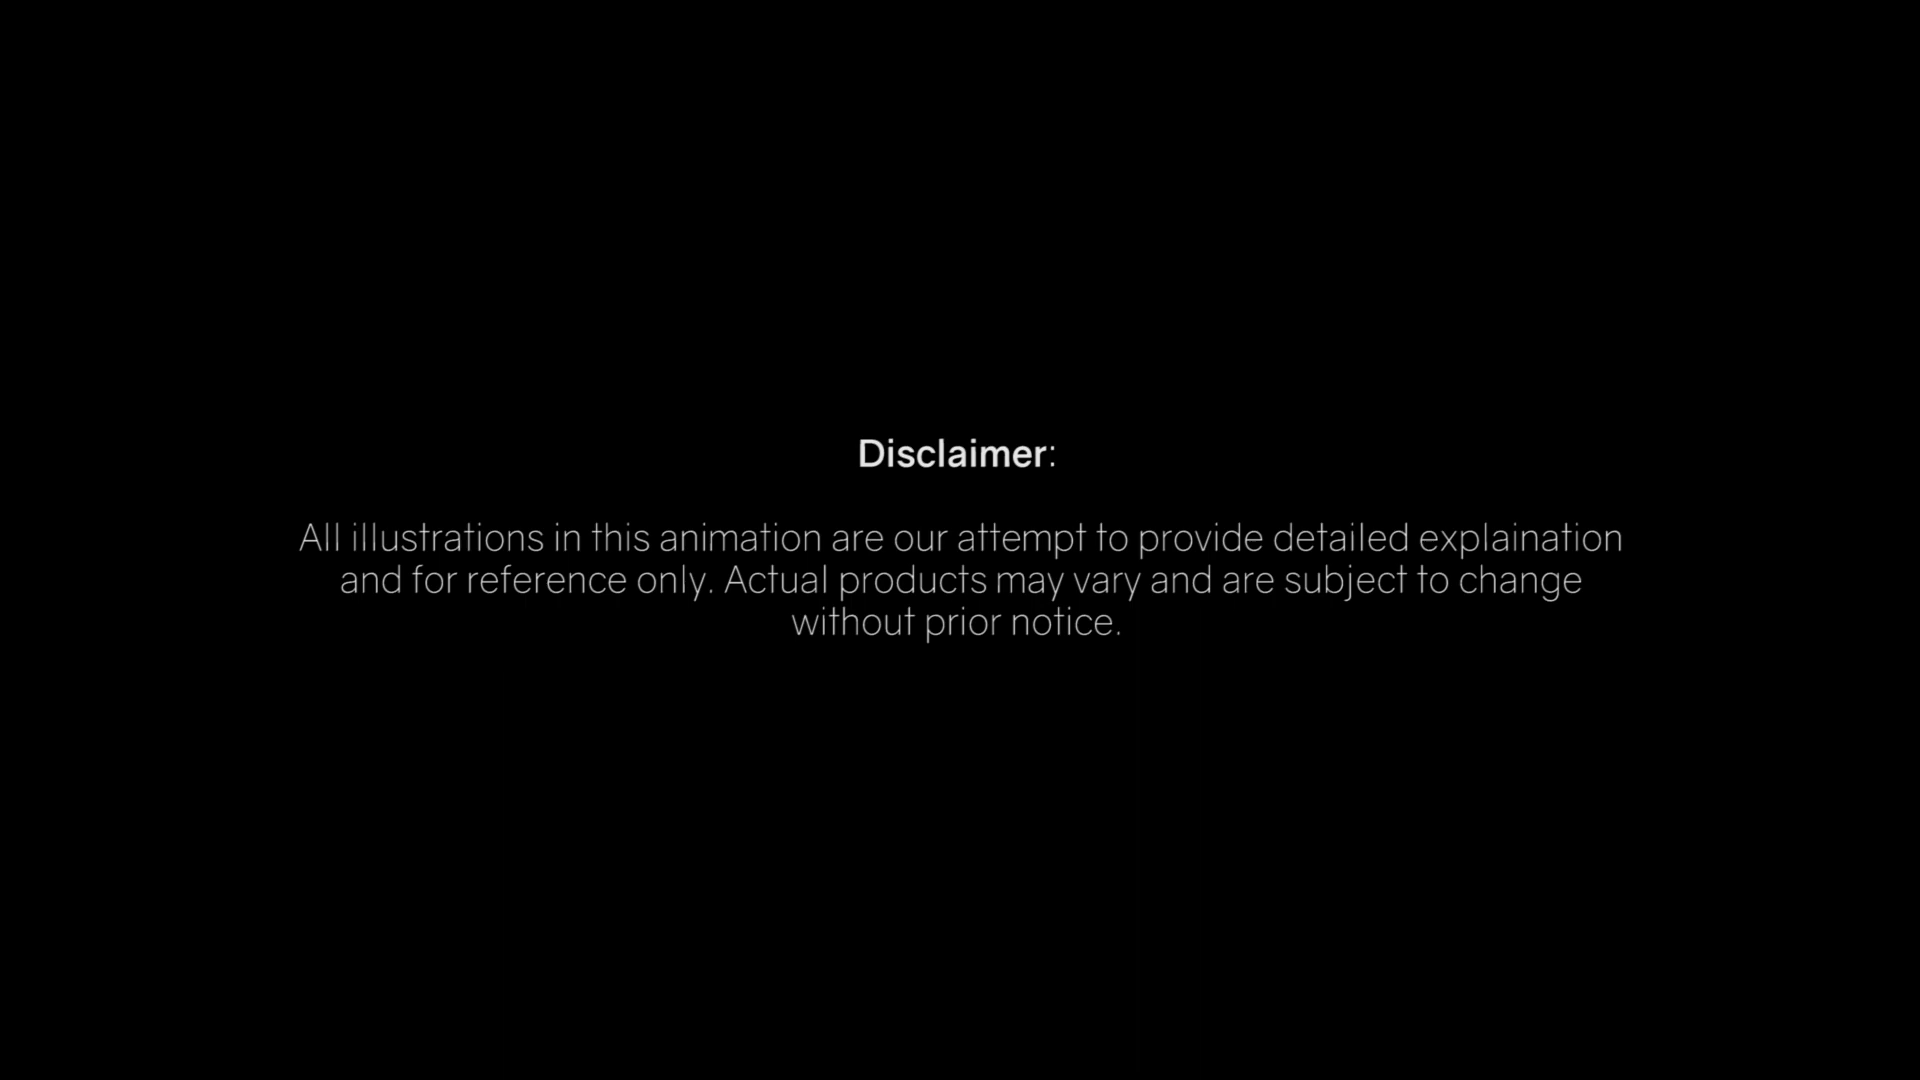 Disclaimer:
All illustrations in this animation are our attempt to provide detailed explaination
and for reference only. Actual products may vary and are subject to change
without prior notice.